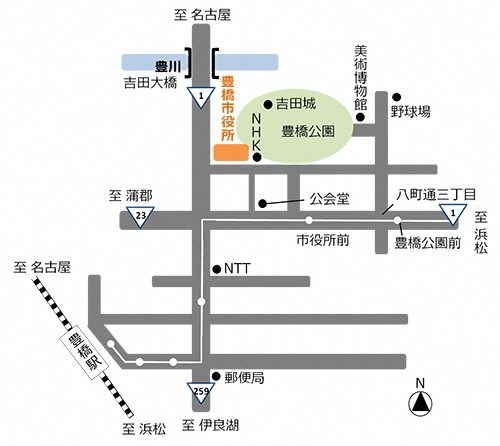 至 名古屋
豊川
吉田大橋
1
豊橋市役所
吉田城
NHK
豊橋公園
美術博物館
野球場
至 蒲郡
23
公会堂
八町通三丁目
1
至 浜松
市役所前
豊橋公園前
至 名古屋
NTT
豊橋駅
259
郵便局
至 浜松
至 伊良湖
N